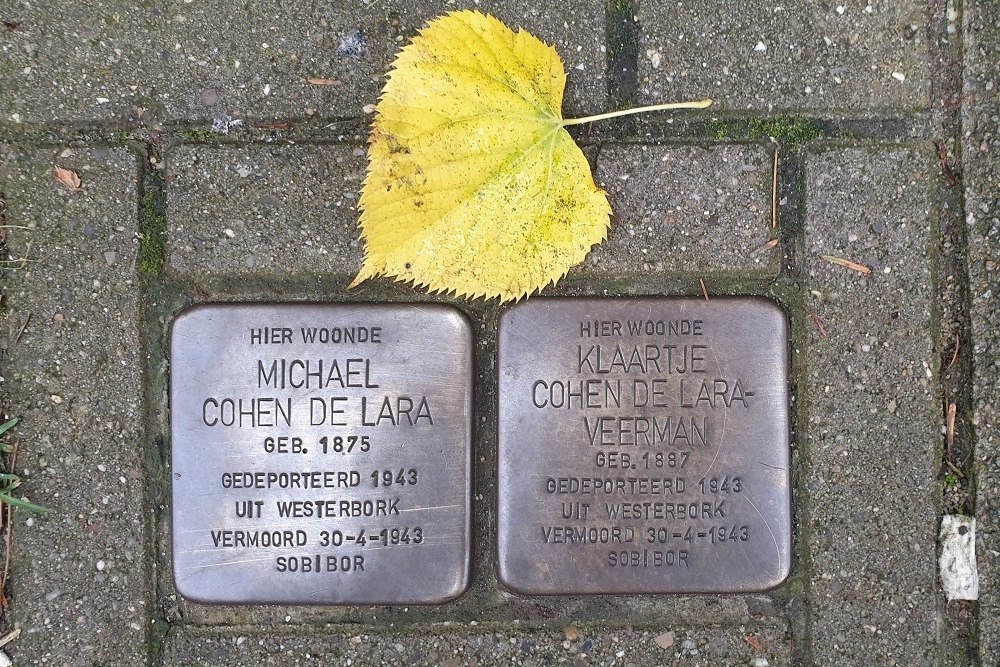 HIER WOONDE
MICHAEL
COHEN DE LARA
GEB. 1875
GEDEPORTEERD 1943
UIT WESTERBORK
VERMOORD 30-4-1943
SOBIBOR
HIER WOONDE
KLAARTJE
COHEN DE LARA-
VEERMAN
GEB. 1887
GEDEPORTEERD 1943
UIT WESTERBORK
VERMOORD 30-4-1943
SOBIBOR